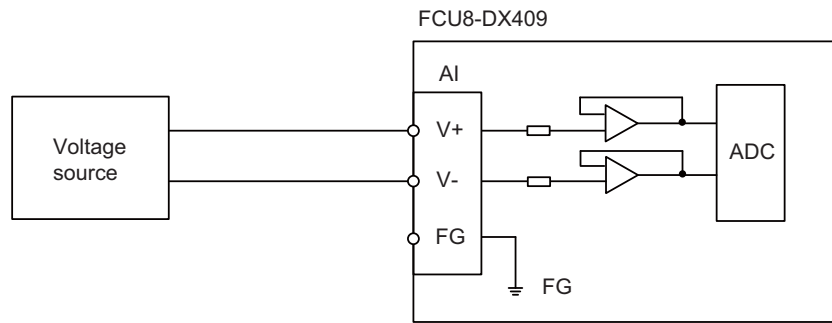 FCU8-DX409
AI
Voltage
source
V+
V-
FG
ADC
FG